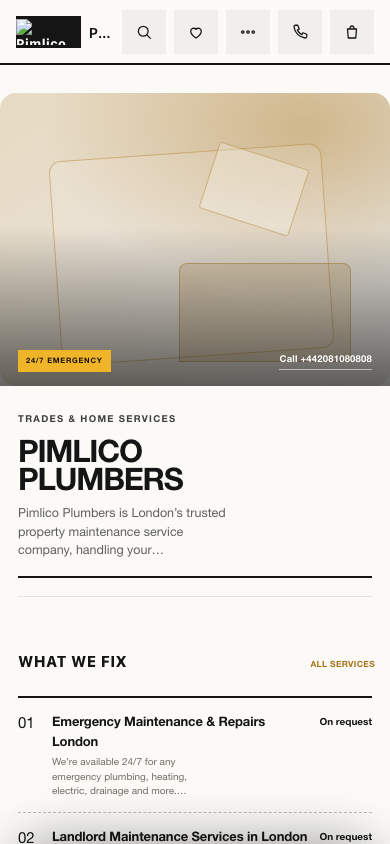 Pimlico
P...
24/7 EMERGENCY
Call +442081080808
TRADES & HOME SERVICES
PIMLICO
PLUMBERS
Pimlico Plumbers is London's trusted
property maintenance service
company, handling your...
WHAT WE FIX
ALL SERVICES
01
Emergency Maintenance & Repairs
London
On request
We're available 24/7 for any
emergency plumbing, heating,
electric, drainage and more....
02
Landlord Maintenance Services in London
On request